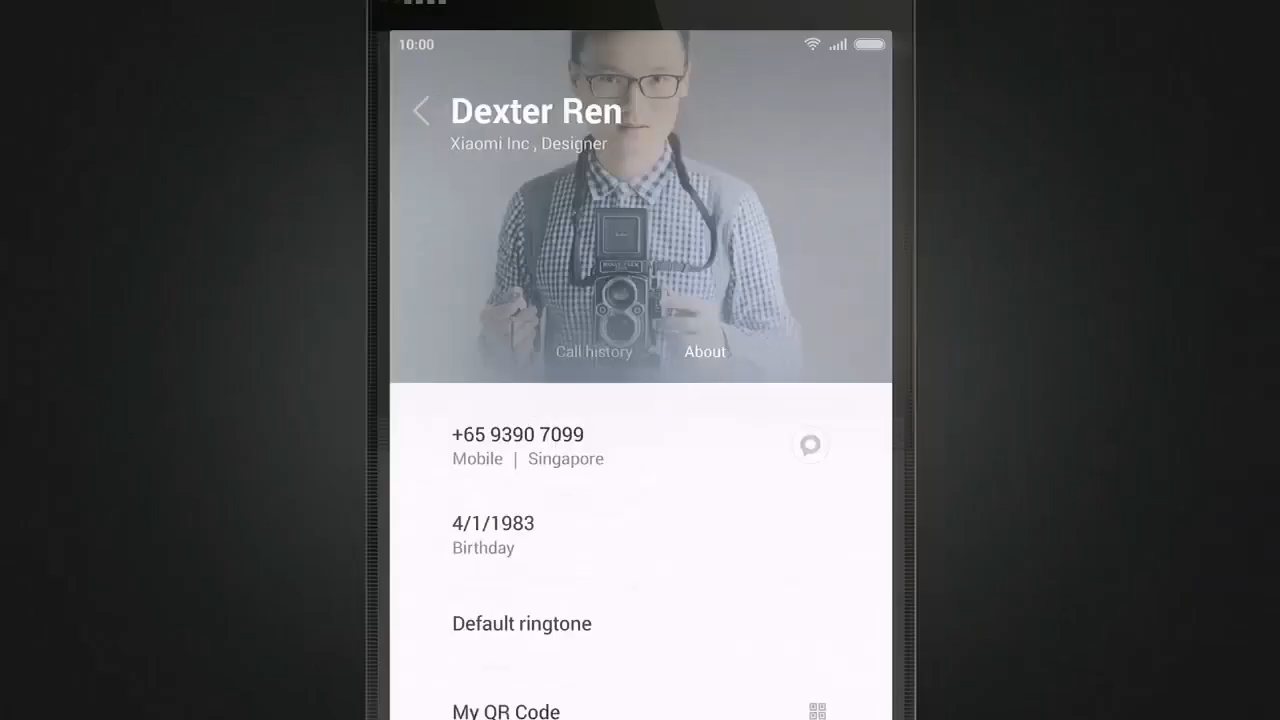 10:00
Dexter Ren
Xiaomi Inc , Designer
Call history
About
+65 9390 7099
Mobile | Singapore
4/1/1983
Birthday
Default ringtone
My QR Code